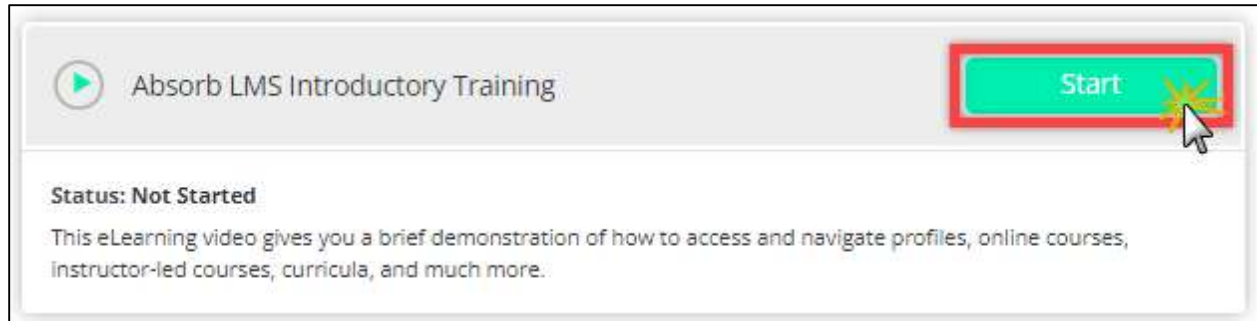 Absorb LMS Introductory Training
Start
Status: Not Started
This eLearning video gives you a brief demonstration of how to access and navigate profiles, online courses,
instructor-led courses, curricula, and much more.